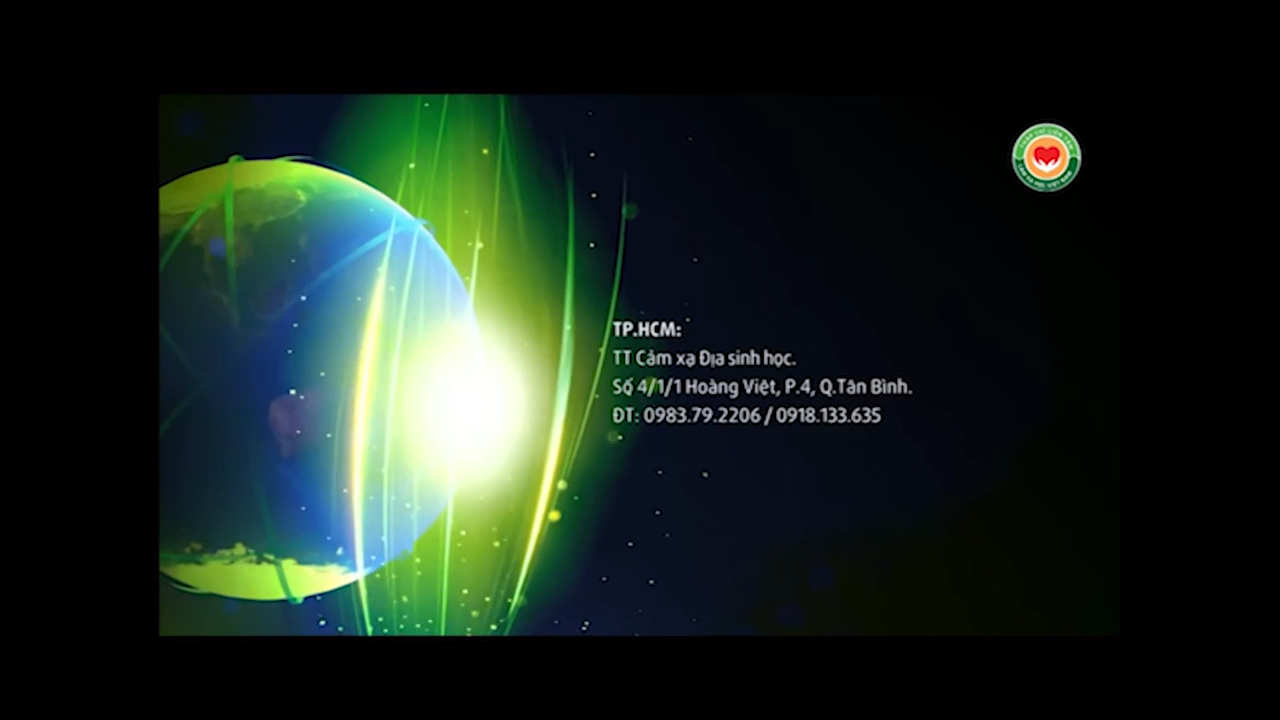 TP.HCM:
TT Cảm xạ Địa sinh học.
Số 4/1/1 Hoàng Việt, P.4, Q.Tân Bình.
ĐT: 0983.79.2206 / 0918.133.635